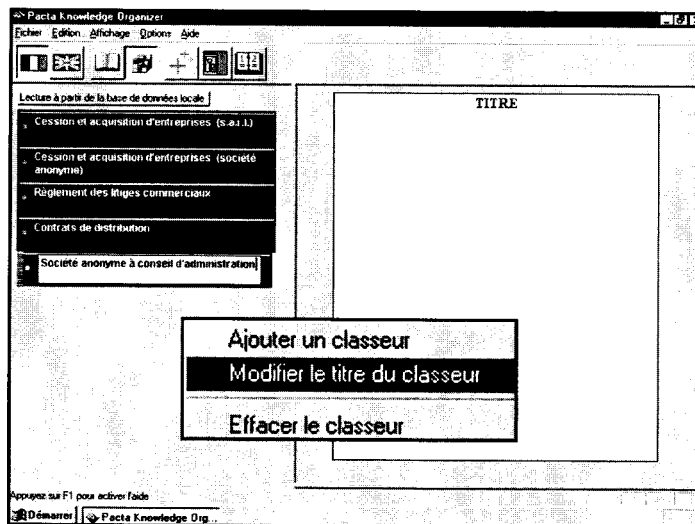 Pacta Knowledge Organizer
Fichier Edition Affichage Options Aide
Lecture à partir de la base de données locale
Cession et acquisition d'entreprises (s.a.r.l.)
Cession et acquisition d'entreprises (société
anonyme)
Règlement des litiges commerciaux
Contrats de distribution
Société anonyme à conseil d'administration
TITRE
Ajouter un classeur
Modifier le titre du classeur
Effacer le classeur
Appuyez sur F1 pour activer l'aide
Démarrer Pacta Knowledge Org...